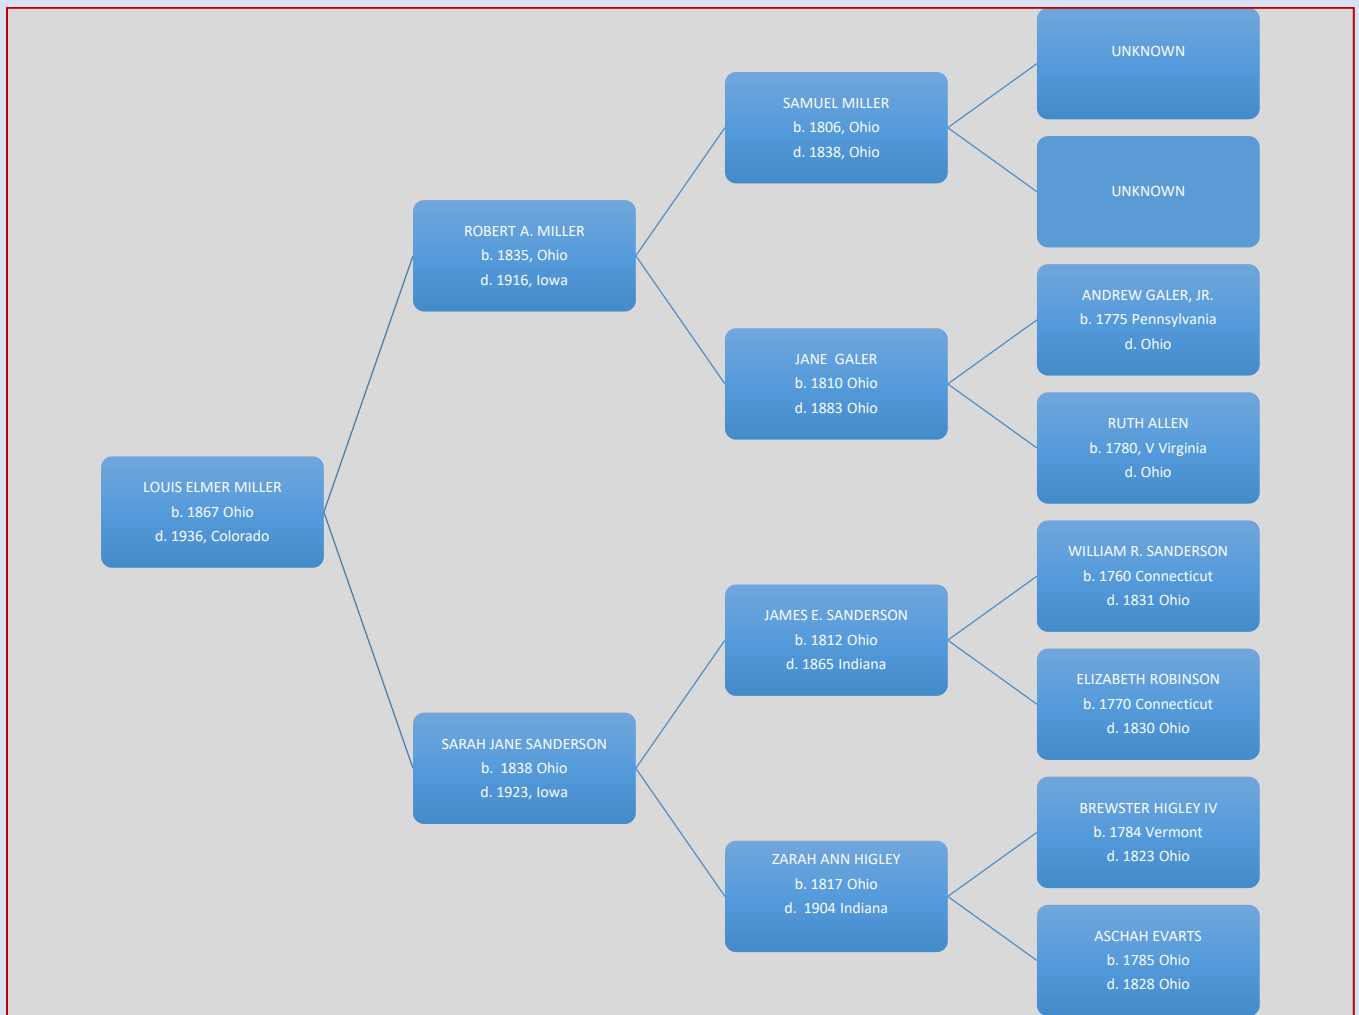 UNKNOWN
SAMUEL MILLER
b. 1806, Ohio
d. 1838, Ohio
UNKNOWN
ROBERT A. MILLER
b. 1835, Ohio
d. 1916, Iowa
ANDREW GALER, JR.
b. 1775 Pennsylvania
d. Ohio
JANE  GALER
b. 1810 Ohio
d. 1883 Ohio
RUTH ALLEN
b. 1780, V Virginia
d. Ohio
LOUIS ELMER MILLER
b. 1867 Ohio
d. 1936, Colorado
WILLIAM R. SANDERSON
b. 1760 Connecticut
d. 1831 Ohio
JAMES E. SANDERSON
b. 1812 Ohio
d. 1865 Indiana
ELIZABETH ROBINSON
b. 1770 Connecticut
d. 1830 Ohio
SARAH JANE SANDERSON
b.  1838 Ohio
d. 1923, Iowa
BREWSTER HIGLEY IV
b. 1784 Vermont
d. 1823 Ohio
ZARAH ANN HIGLEY
b. 1817 Ohio
d.  1904 Indiana
ASCHAH EVARTS
b. 1785 Ohio
d. 1828 Ohio